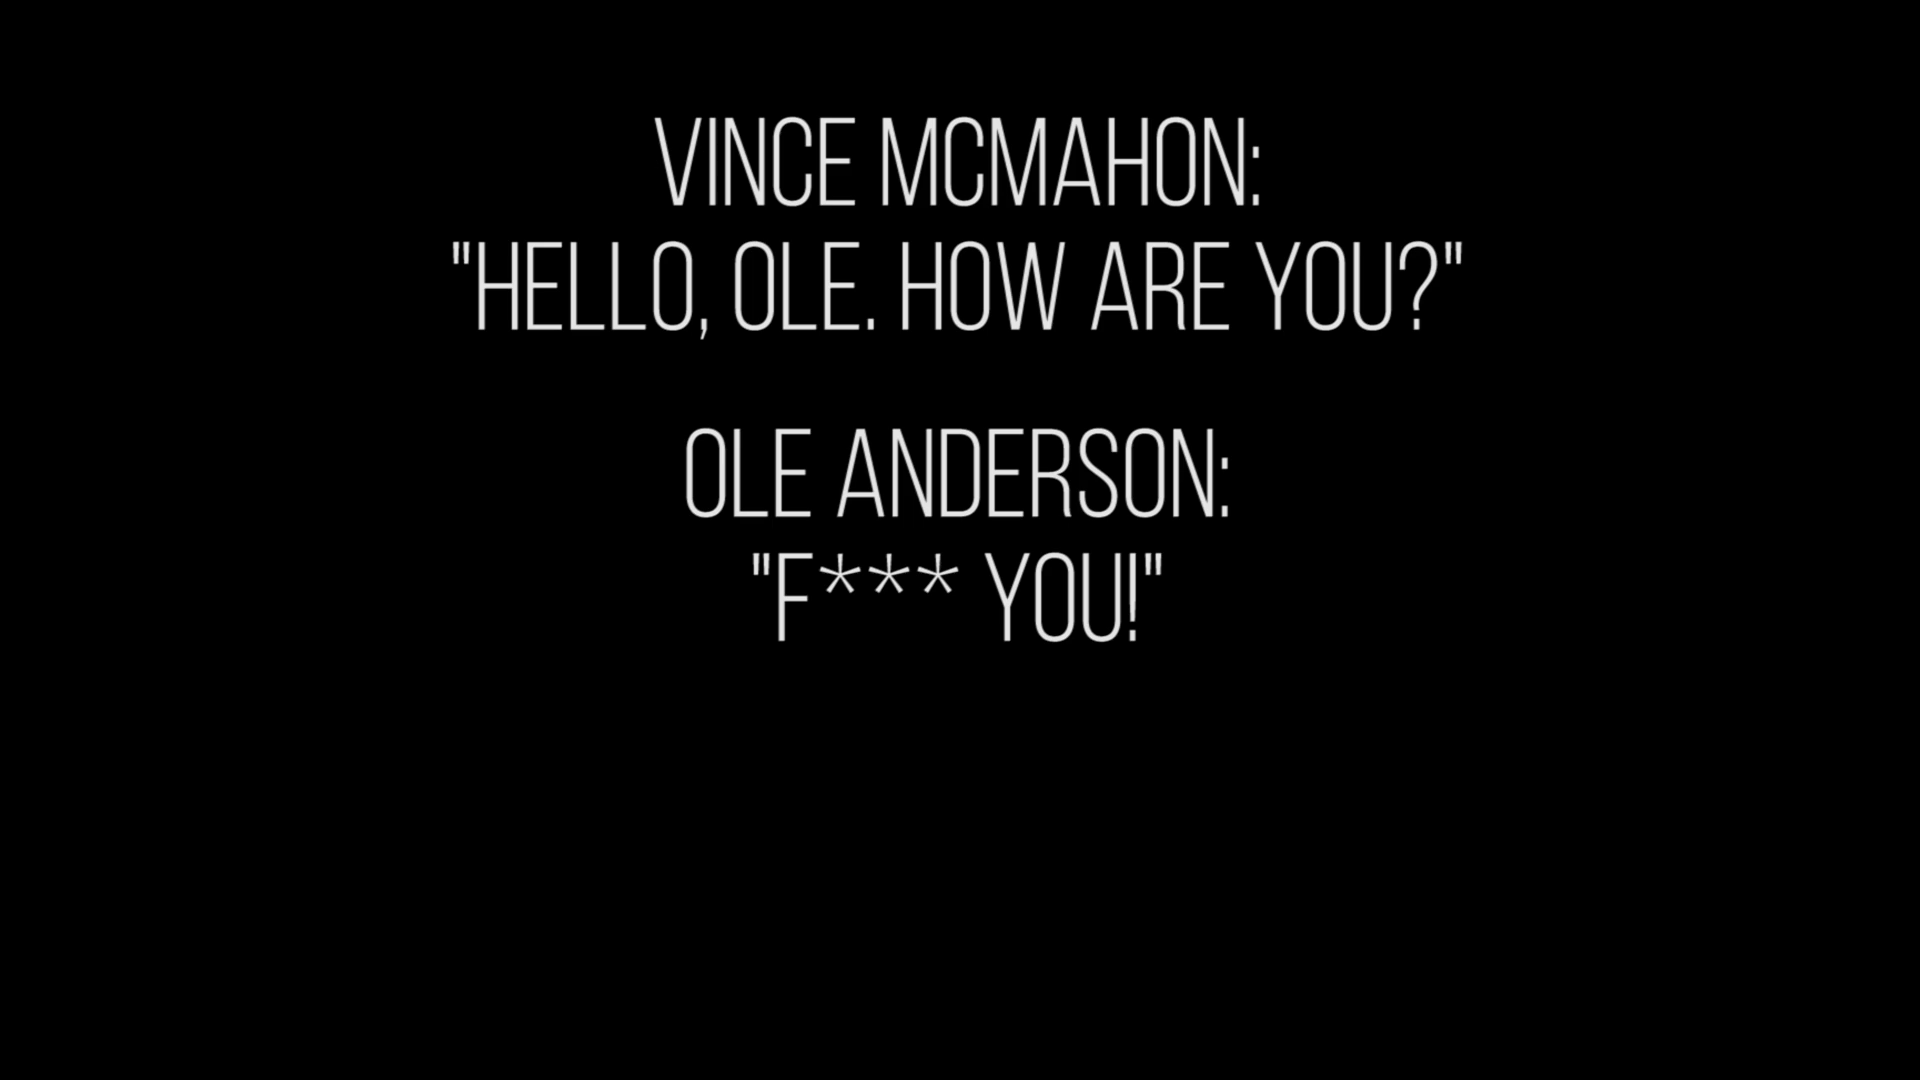 VINCE MCMAHON:
"HELLO, OLE. HOW ARE YOU?"
OLE ANDERSON:
"F*** YOU!"